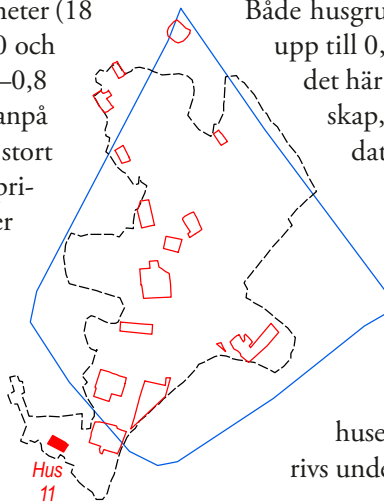 meter (18
0 och
–0,8
anpå
stort
pri-
er
Både husgru
upp till 0,
det här
skap,
dat
huse
rivs unde
Hus
11